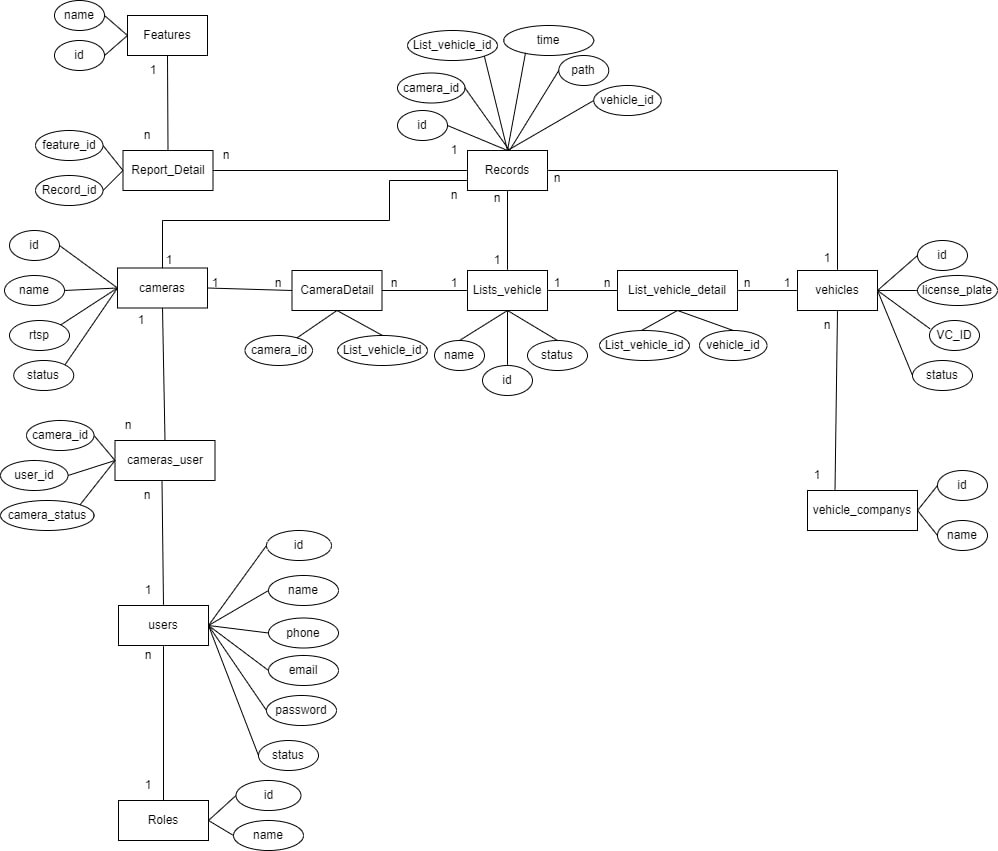 name
Features
id
1
List_vehicle_id
time
path
camera_id
vehicle_id
id
n
feature_id
Report_Detail
n
1
Records
n
Record_id
n
n
id
1
1
1
id
name
cameras
1
n
CameraDetail
n
1
Lists_vehicle
1
n
List_vehicle_detail
n
1
vehicles
license_plate
rtsp
1
camera_id
List_vehicle_id
name
status
List_vehicle_id
vehicle_id
n
VC_ID
status
id
status
camera_id
n
cameras_user
user_id
n
camera_status
1
id
vehicle_companys
name
id
name
1
users
phone
n
email
password
status
1
id
Roles
name